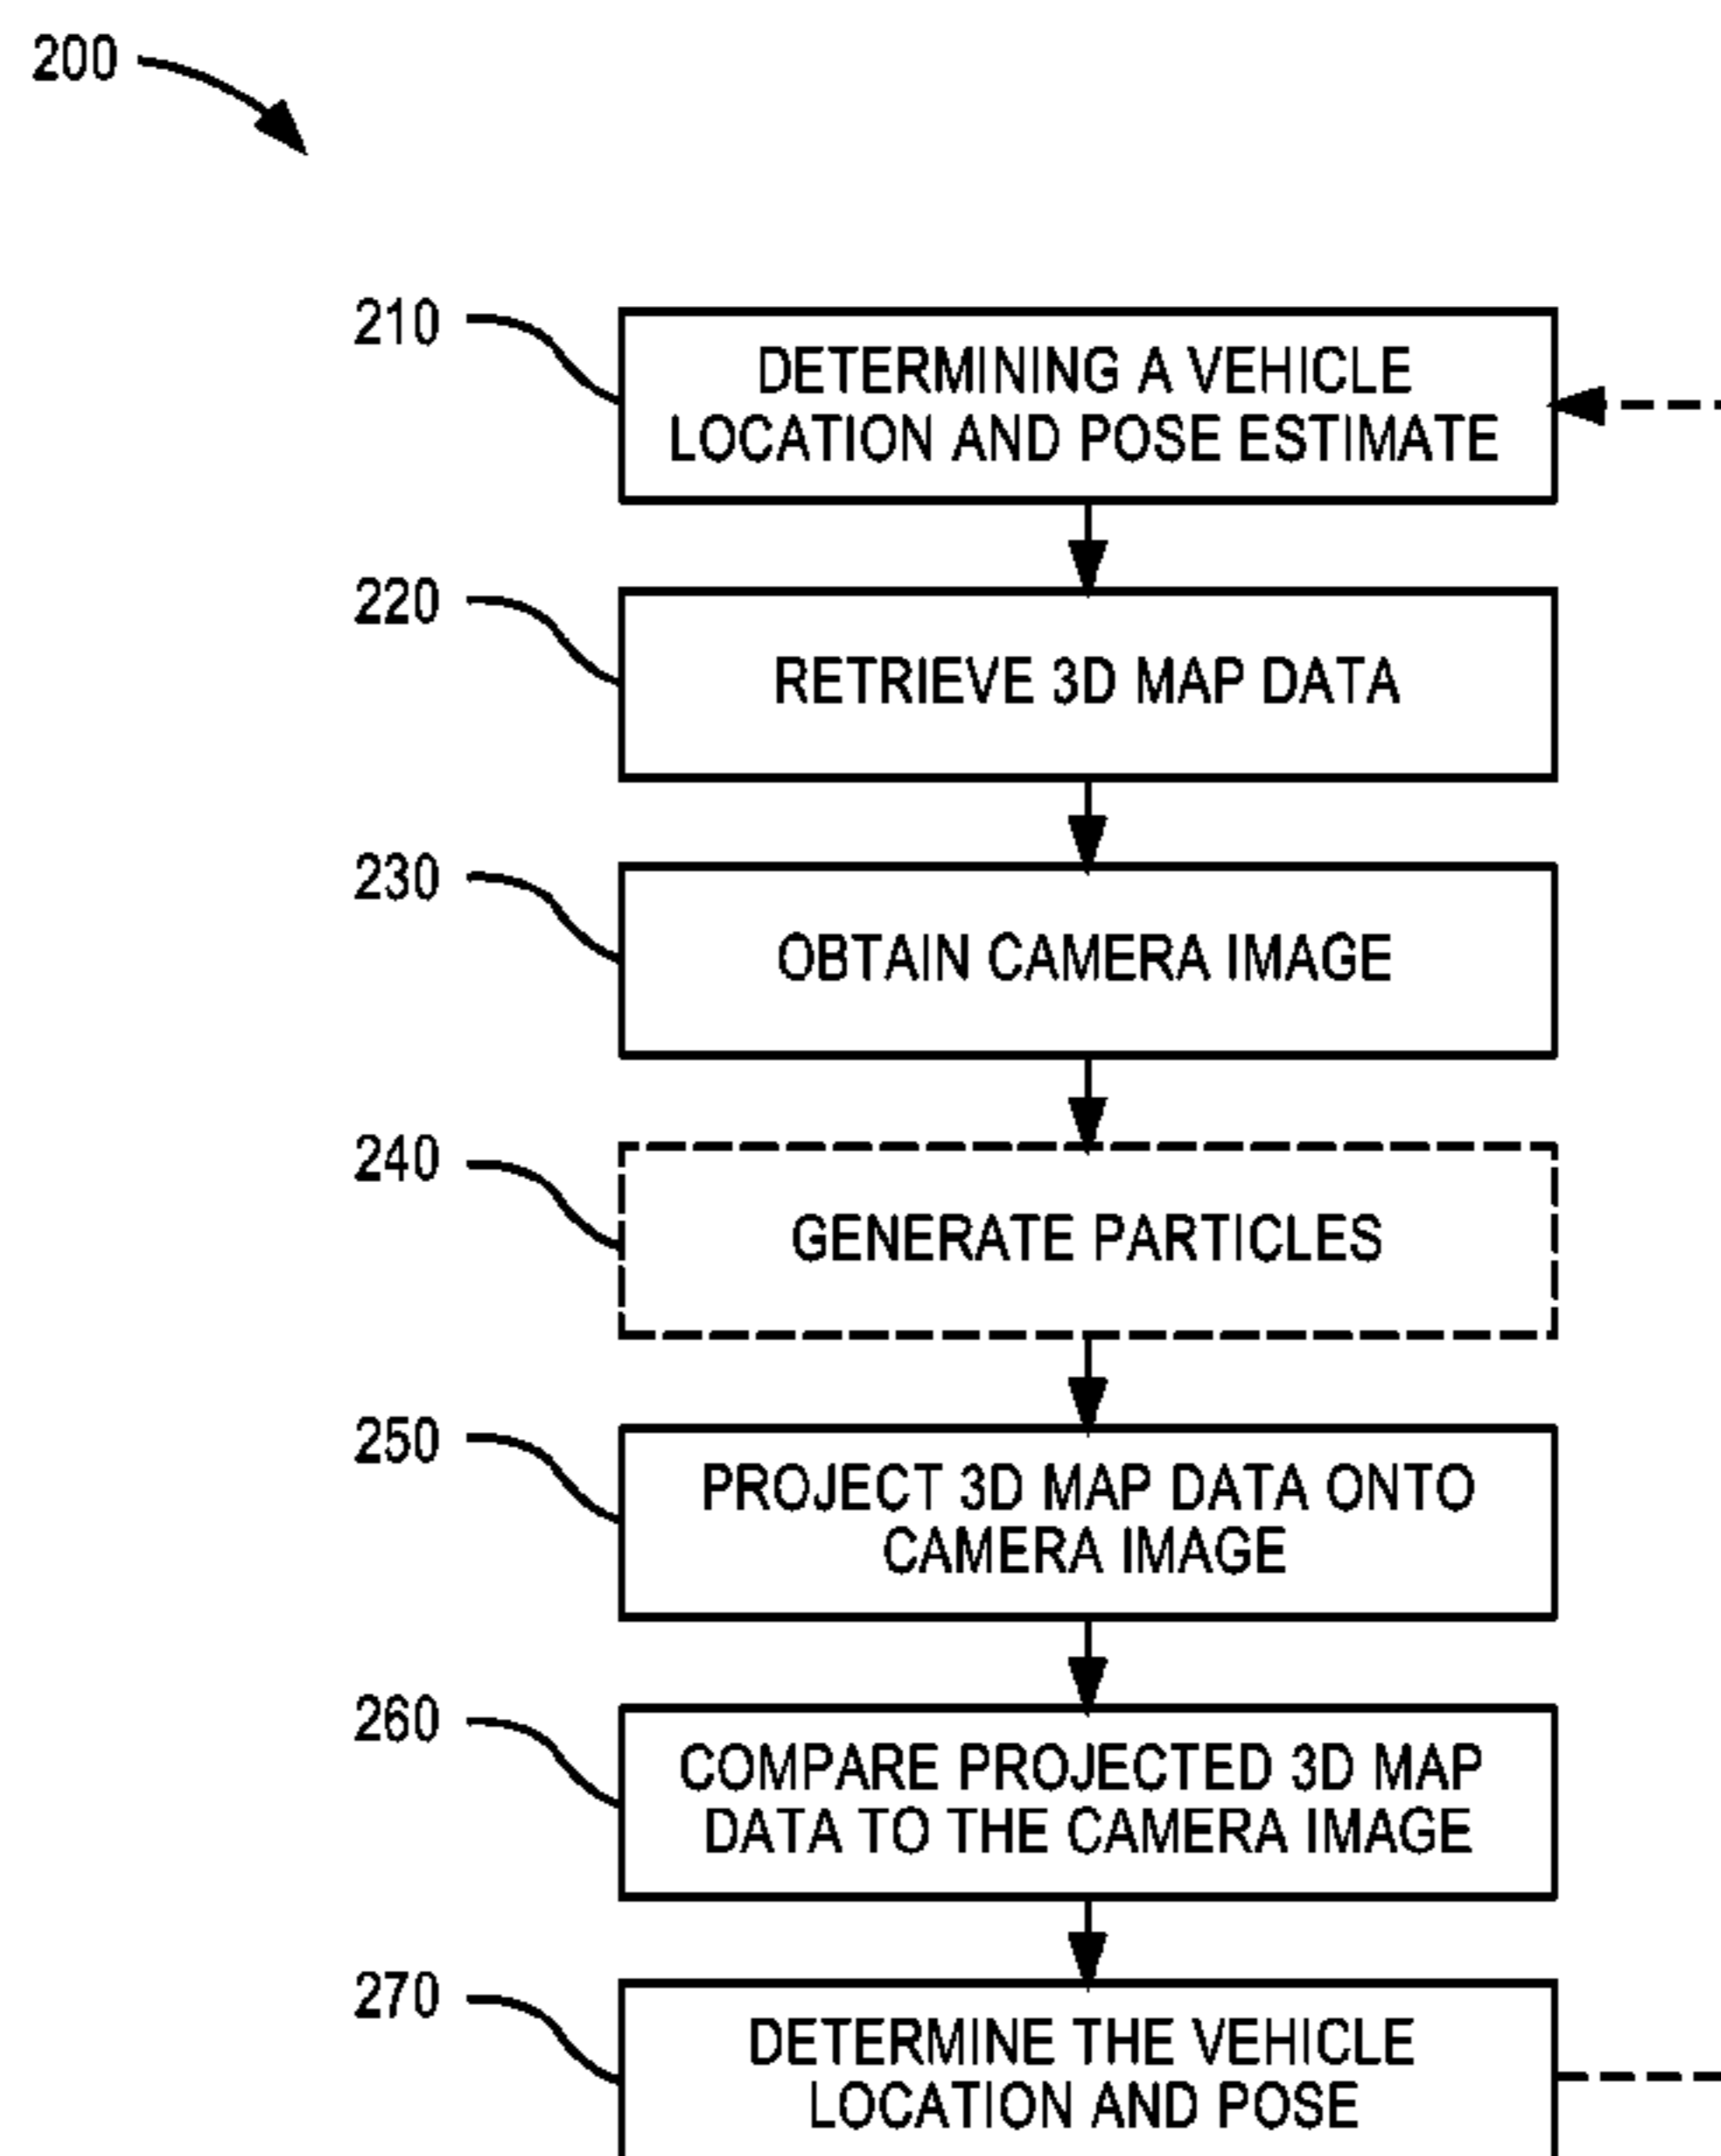 200
210
DETERMINING A VEHICLE
LOCATION AND POSE ESTIMATE
220
RETRIEVE 3D MAP DATA
230
OBTAIN CAMERA IMAGE
240
GENERATE PARTICLES
250
PROJECT 3D MAP DATA ONTO
CAMERA IMAGE
260
COMPARE PROJECTED 3D MAP
DATA TO THE CAMERA IMAGE
270
DETERMINE THE VEHICLE
LOCATION AND POSE